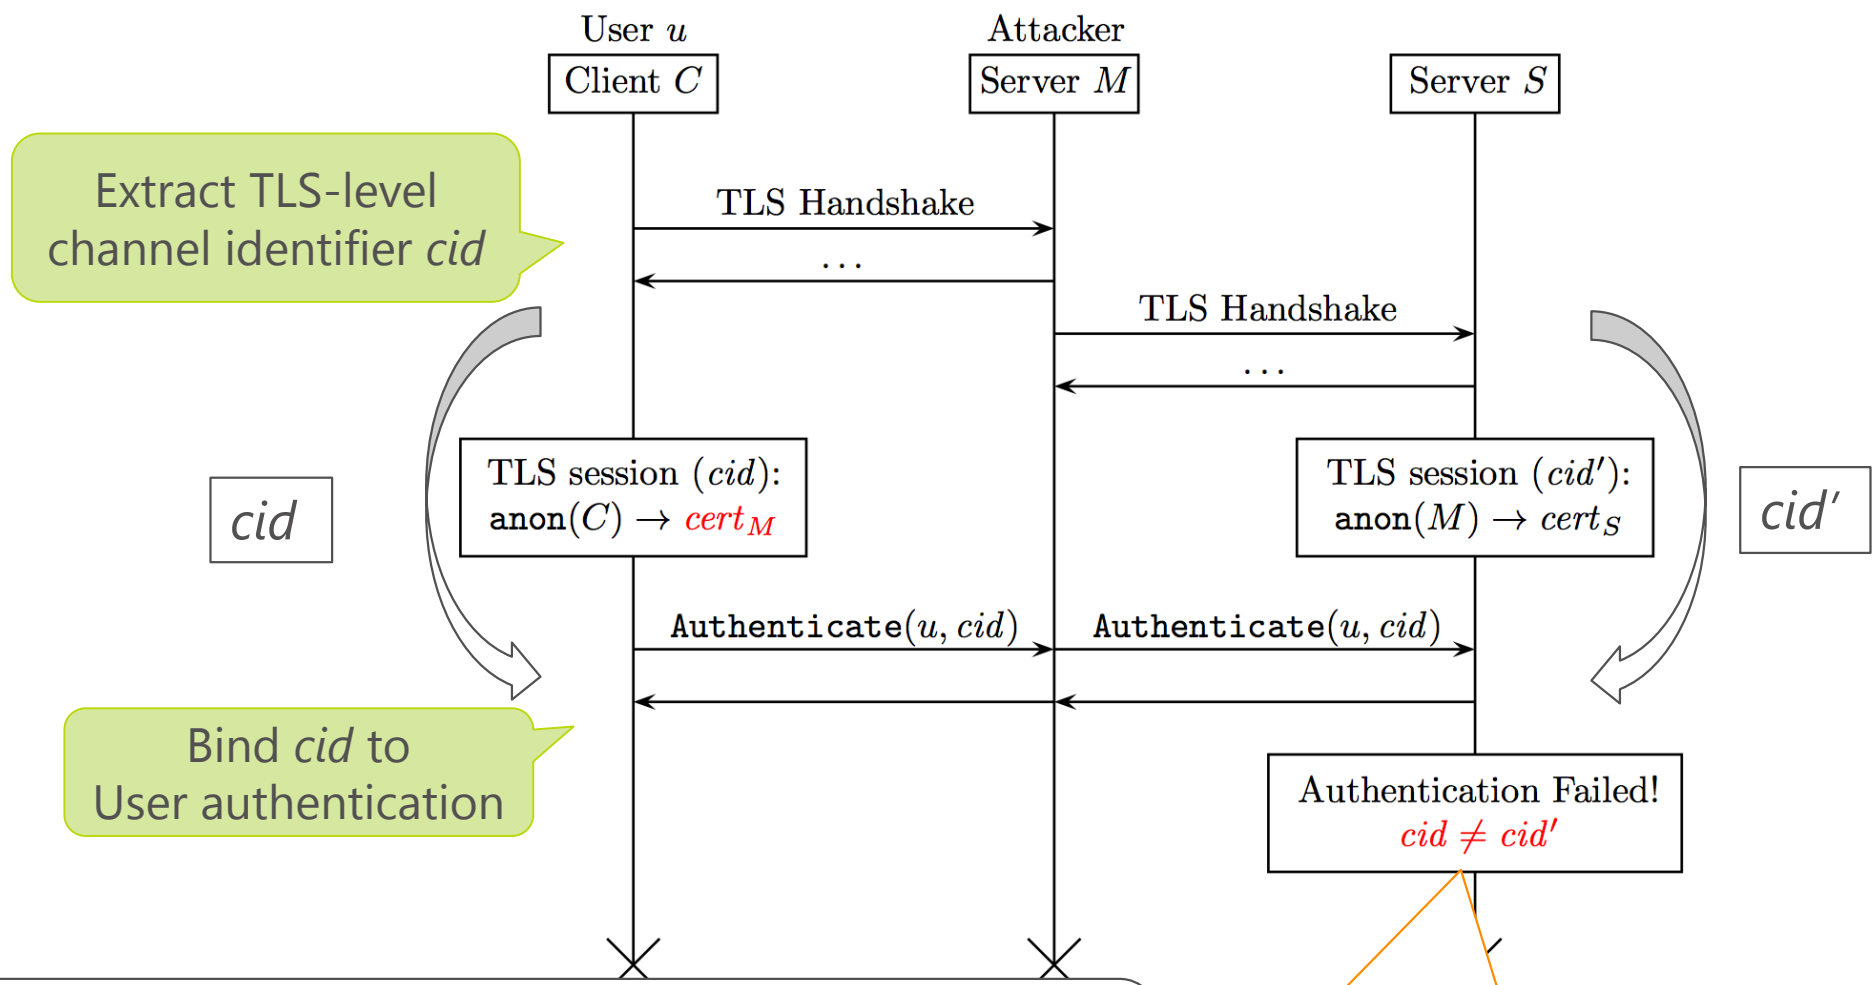 User u
Attacker
Client C
Server M
Server S
Extract TLS-level
channel identifier cid
TLS Handshake
...
TLS Handshake
...
TLS session (cid):
anon(C) → cert_M
TLS session (cid′):
anon(M) → cert_S
cid
cid′
Authenticate(u, cid)
Authenticate(u, cid)
Bind cid to
User authentication
Authentication Failed!
cid ≠ cid′